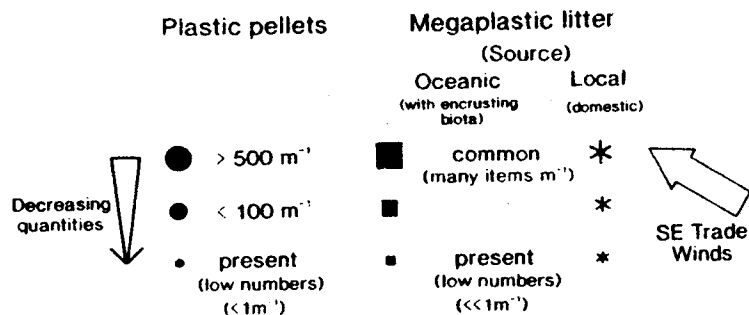 Plastic pellets
Megaplastic litter
(Source)
Oceanic
(with encrusting
biota)
Local
(domestic)
> 500 m⁻¹
common
(many items m⁻¹)
Decreasing
quantities
< 100 m⁻¹
SE Trade
Winds
present
(low numbers)
(<1m⁻¹)
present
(low numbers)
(<<1m⁻¹)